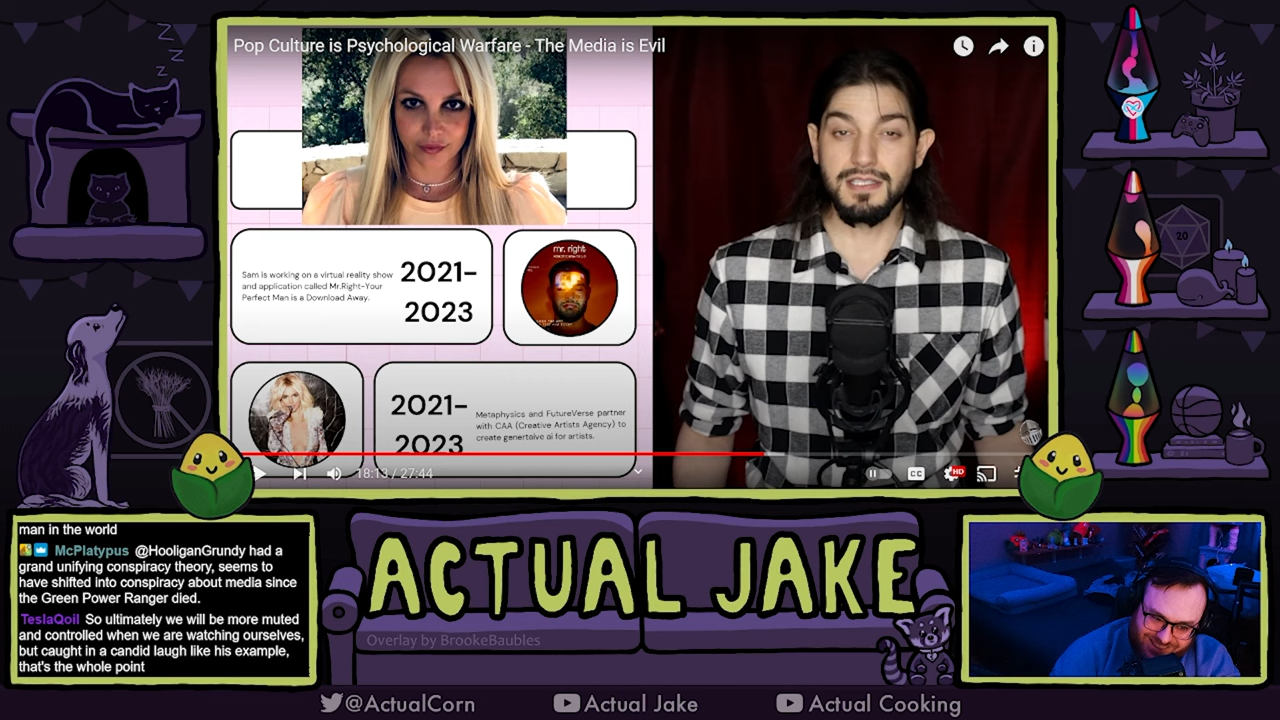 Pop Culture is Psychological Warfare - The Media is Evil
Sam is working on a virtual reality show
and application called Mr.Right-Your
Perfect Man is a Download Away.
2021–
2023
mr. right
2021–
2023
Metaphysics and FutureVerse partner
with CAA (Creative Artists Agency) to
create genertaive ai for artists.
18:13 / 27:44
CC
HD
20
man in the world
McPlatypus @HooliganGrundy had a
grand unifying conspiracy theory, seems to
have shifted into conspiracy about media since
the Green Power Ranger died.
TeslaQoil So ultimately we will be more muted
and controlled when we are watching ourselves,
but caught in a candid laugh like his example,
that's the whole point
ACTUAL JAKE
Overlay by BrookeBaubles
@ActualCorn
Actual Jake
Actual Cooking